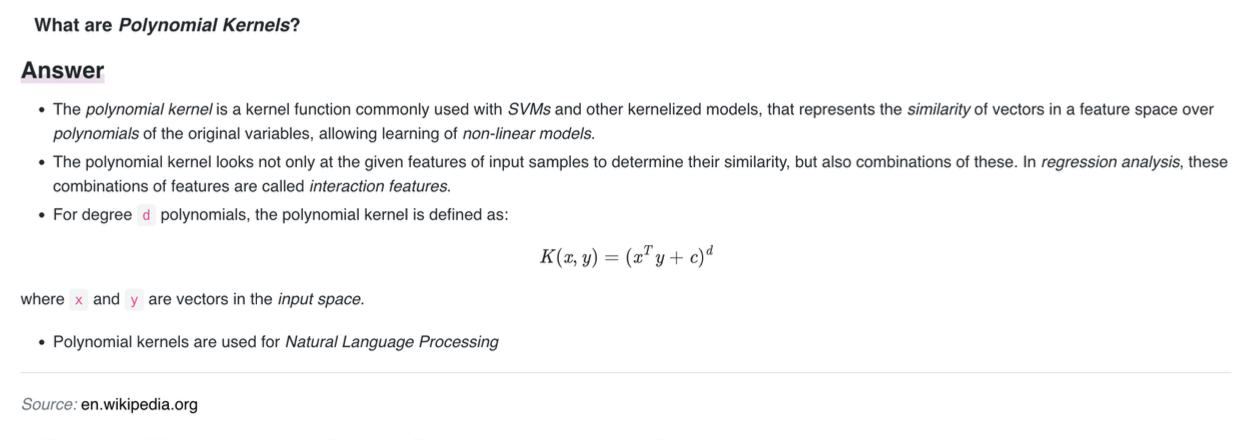 What are Polynomial Kernels?
Answer
• The polynomial kernel is a kernel function commonly used with SVMs and other kernelized models, that represents the similarity of vectors in a feature space over
polynomials of the original variables, allowing learning of non-linear models.
• The polynomial kernel looks not only at the given features of input samples to determine their similarity, but also combinations of these. In regression analysis, these
combinations of features are called interaction features.
• For degree d polynomials, the polynomial kernel is defined as:
K(x, y) = (x^T y + c)^d
where x and y are vectors in the input space.
• Polynomial kernels are used for Natural Language Processing
Source: en.wikipedia.org